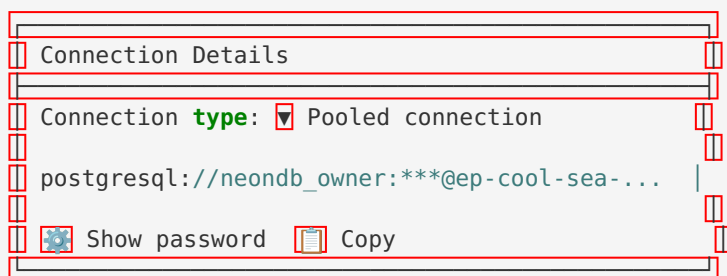 Connection Details
Connection type: ▼ Pooled connection
postgresql://neondb_owner:***@ep-cool-sea-... │
⚙️ Show password 📋 Copy